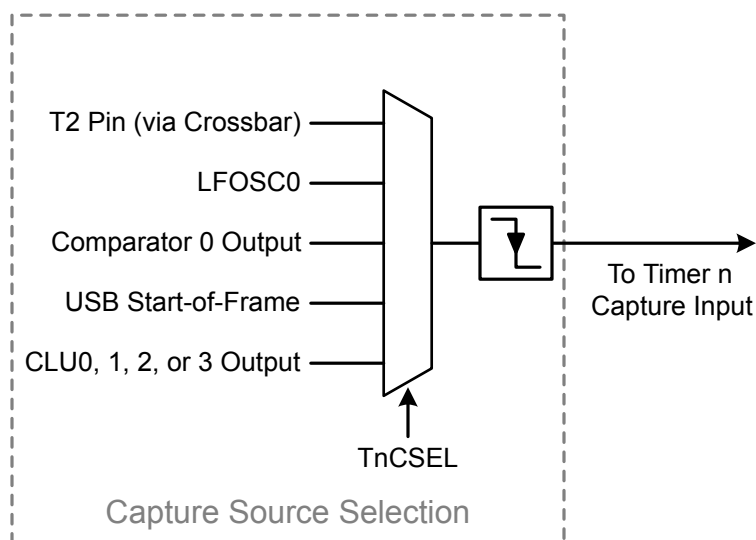 T2 Pin (via Crossbar)
LFOSC0
Comparator 0 Output
USB Start-of-Frame
CLU0, 1, 2, or 3 Output
To Timer n
Capture Input
TnCSEL
Capture Source Selection